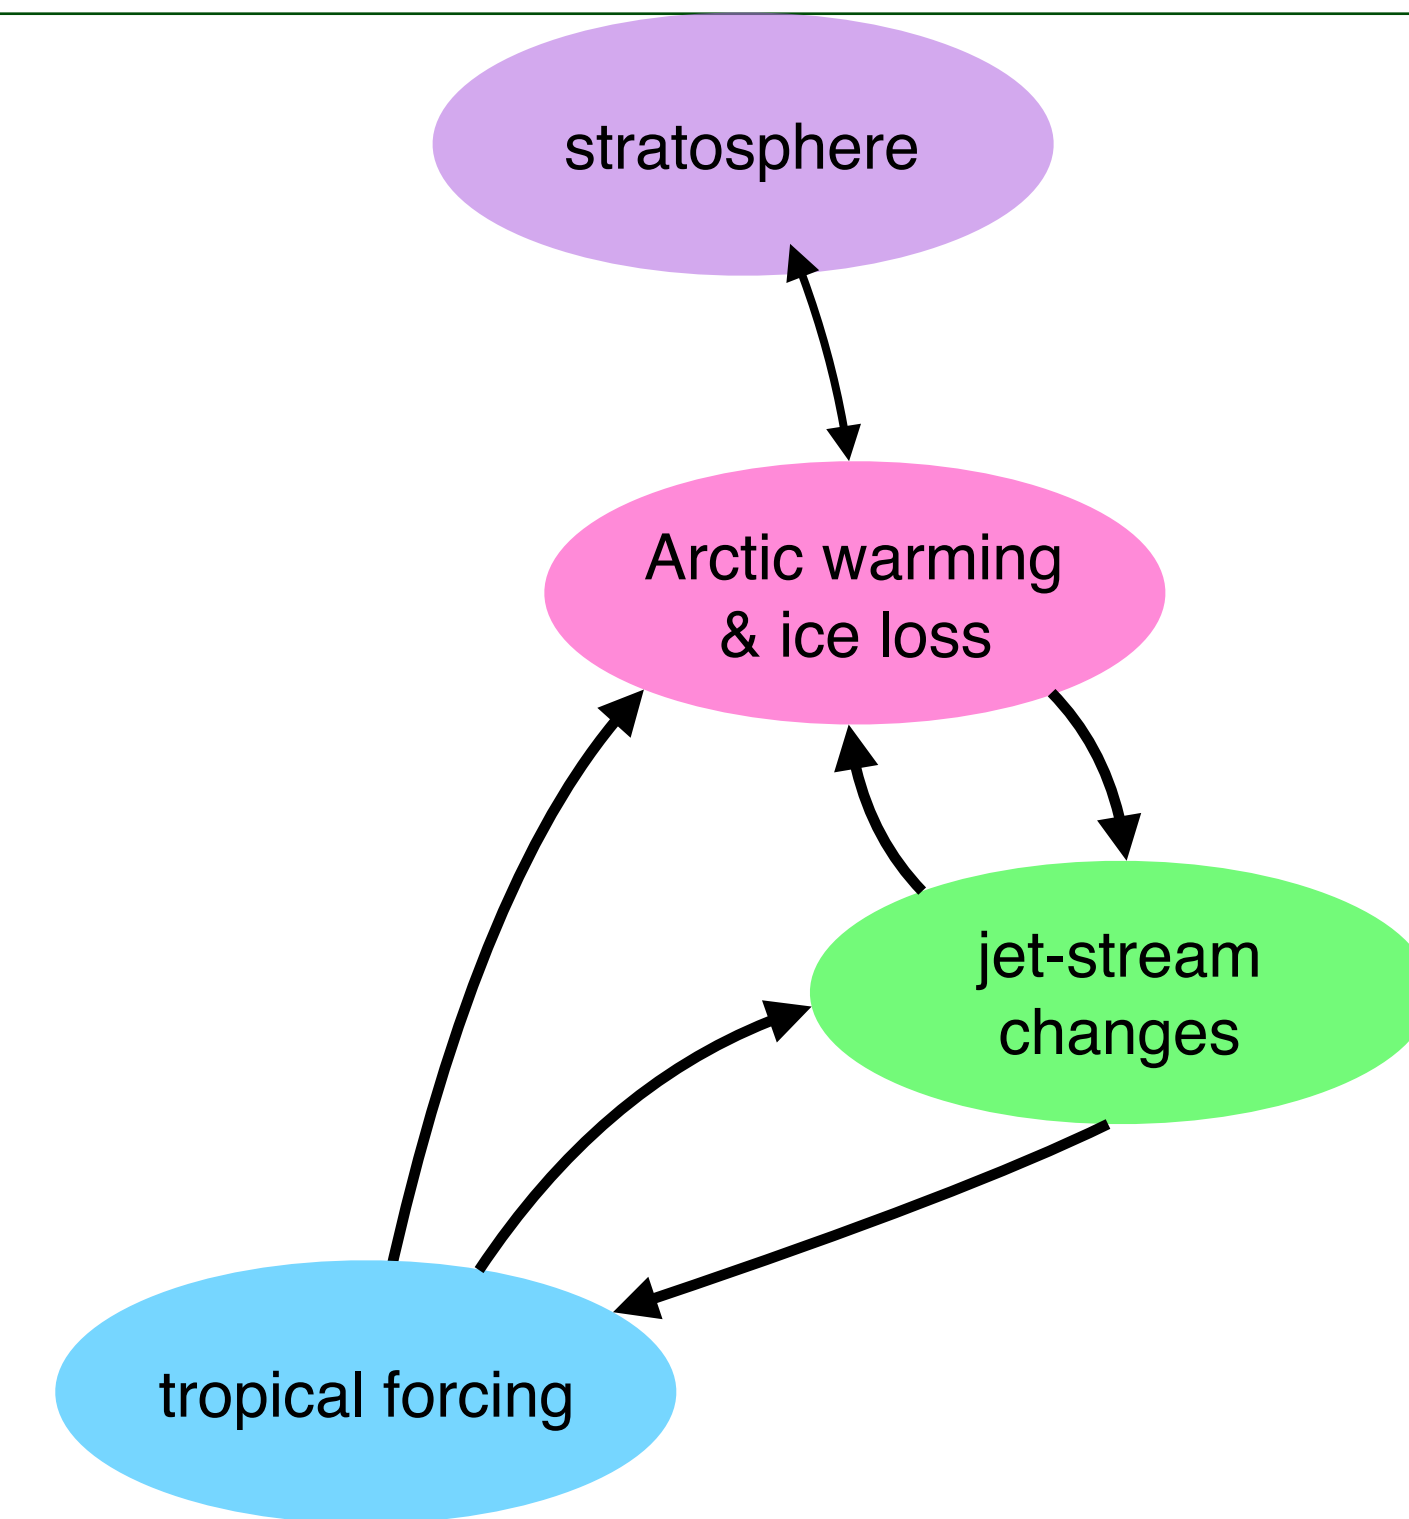 stratosphere
Arctic warming
& ice loss
jet-stream
changes
tropical forcing